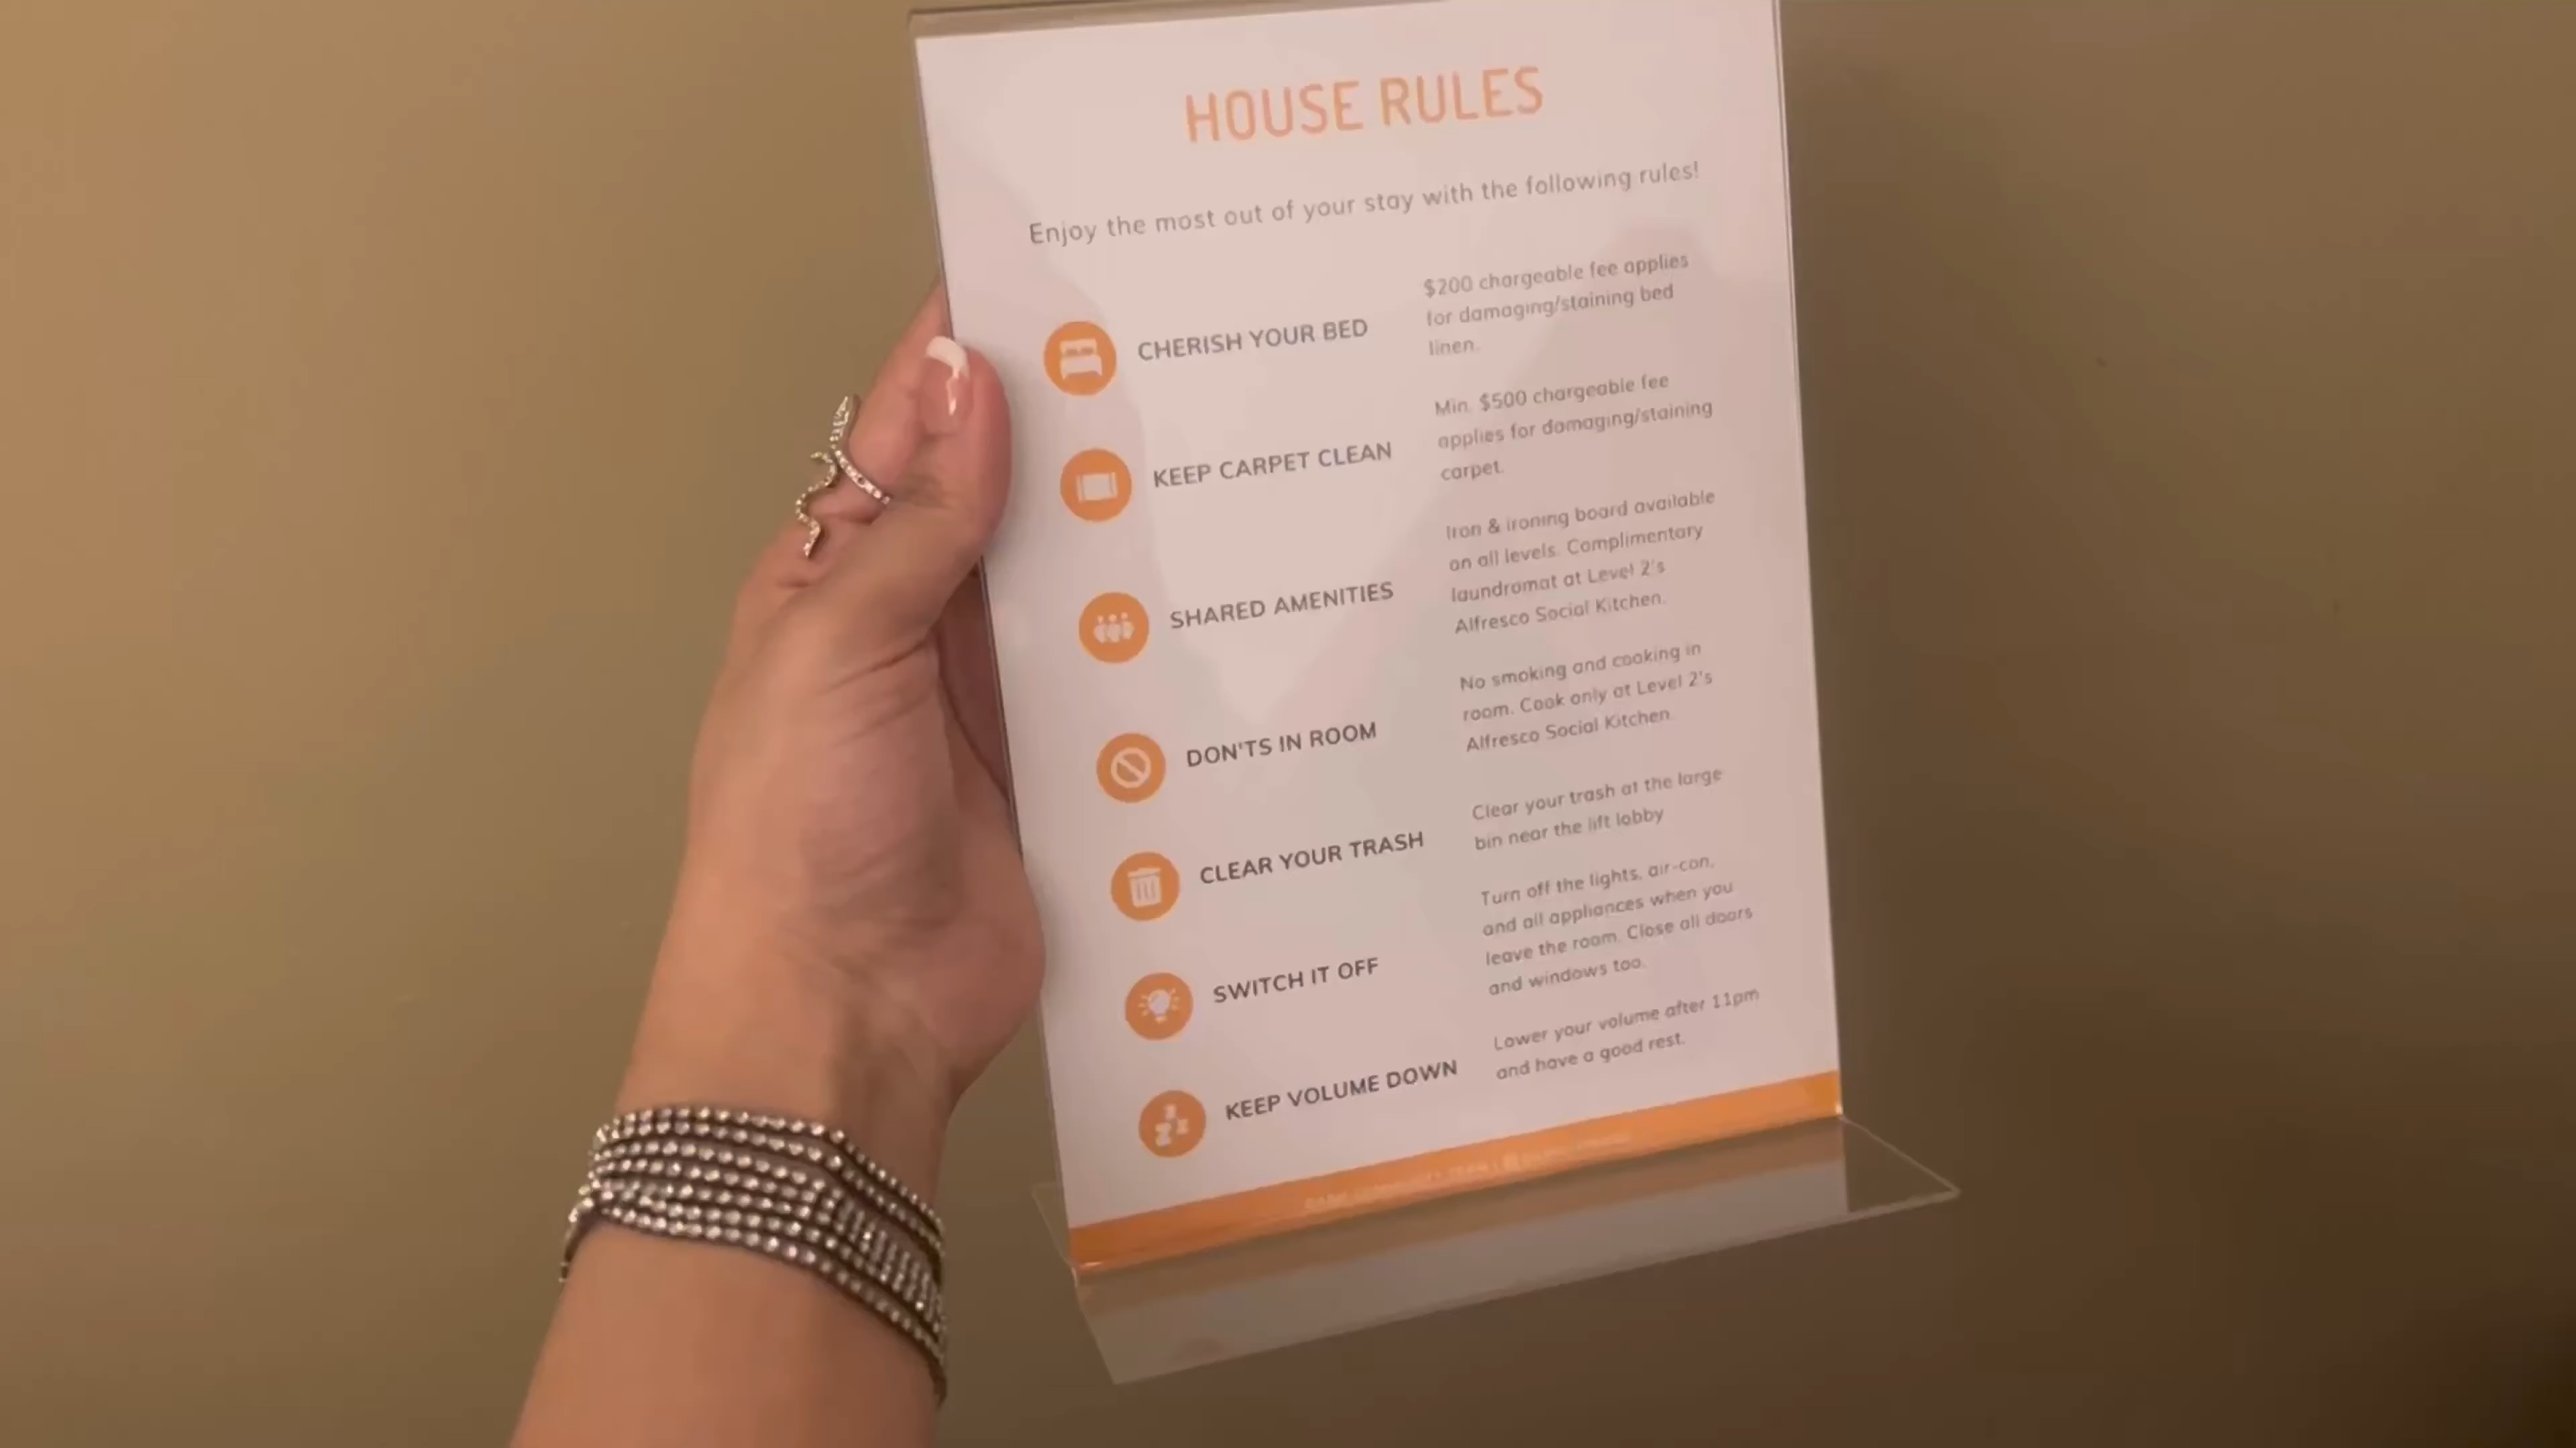 HOUSE RULES
Enjoy the most out of your stay with the following rules!
CHERISH YOUR BED
$200 chargeable fee applies
for damaging/staining bed
linen.
KEEP CARPET CLEAN
Min. $500 chargeable fee
applies for damaging/staining
carpet.
SHARED AMENITIES
Iron & ironing board available
on all levels. Complimentary
laundromat at Level 2's
Alfresco Social Kitchen.
DON'TS IN ROOM
No smoking and cooking in
room. Cook only at Level 2's
Alfresco Social Kitchen.
CLEAR YOUR TRASH
Clear your trash at the large
bin near the lift lobby
SWITCH IT OFF
Turn off the lights, air-con,
and all appliances when you
leave the room. Close all doors
and windows too.
KEEP VOLUME DOWN
Lower your volume after 11pm
and have a good rest.